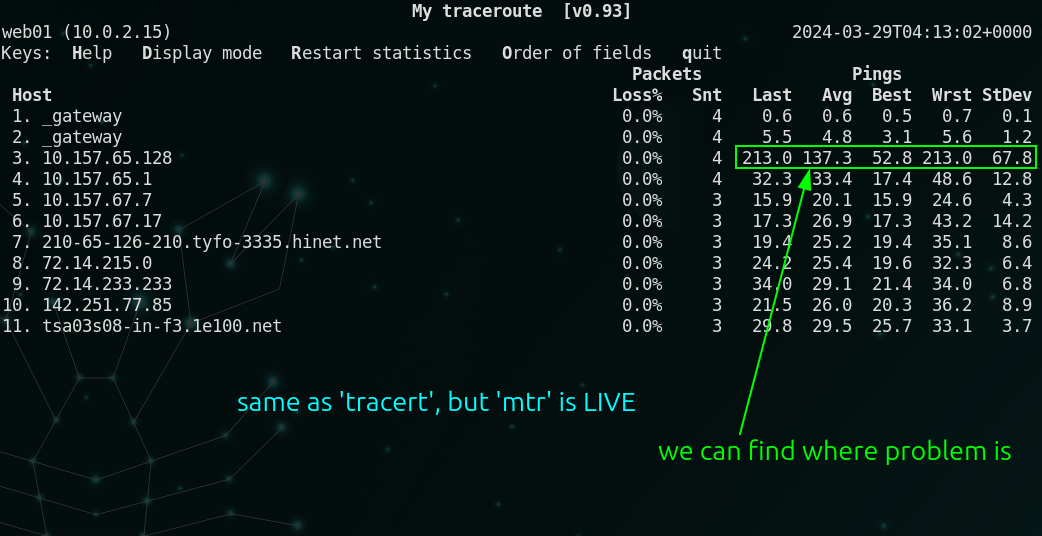 My traceroute  [v0.93]
web01 (10.0.2.15) 2024-03-29T04:13:02+0000
Keys:  Help   Display mode   Restart statistics   Order of fields   quit
Packets Pings
Host Loss% Snt Last Avg Best Wrst StDev
1. _gateway 0.0% 4 0.6 0.6 0.5 0.7 0.1
2. _gateway 0.0% 4 5.5 4.8 3.1 5.6 1.2
3. 10.157.65.128 0.0% 4 213.0 137.3 52.8 213.0 67.8
4. 10.157.65.1 0.0% 4 32.3 33.4 17.4 48.6 12.8
5. 10.157.67.7 0.0% 3 15.9 20.1 15.9 24.6 4.3
6. 10.157.67.17 0.0% 3 17.3 26.9 17.3 43.2 14.2
7. 210-65-126-210.tyfo-3335.hinet.net 0.0% 3 19.4 25.2 19.4 35.1 8.6
8. 72.14.215.0 0.0% 3 24.2 25.4 19.6 32.3 6.4
9. 72.14.233.233 0.0% 3 34.0 29.1 21.4 34.0 6.8
10. 142.251.77.85 0.0% 3 21.5 26.0 20.3 36.2 8.9
11. tsa03s08-in-f3.1e100.net 0.0% 3 29.8 29.5 25.7 33.1 3.7
same as 'tracert', but 'mtr' is LIVE
we can find where problem is